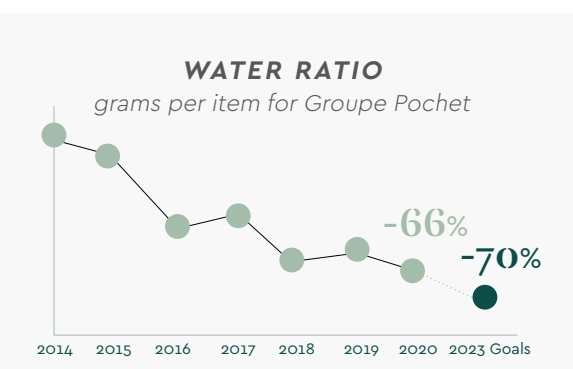 WATER RATIO
grams per item for Groupe Pochet
-66%
-70%
2014 2015 2016 2017 2018 2019 2020 2023 Goals